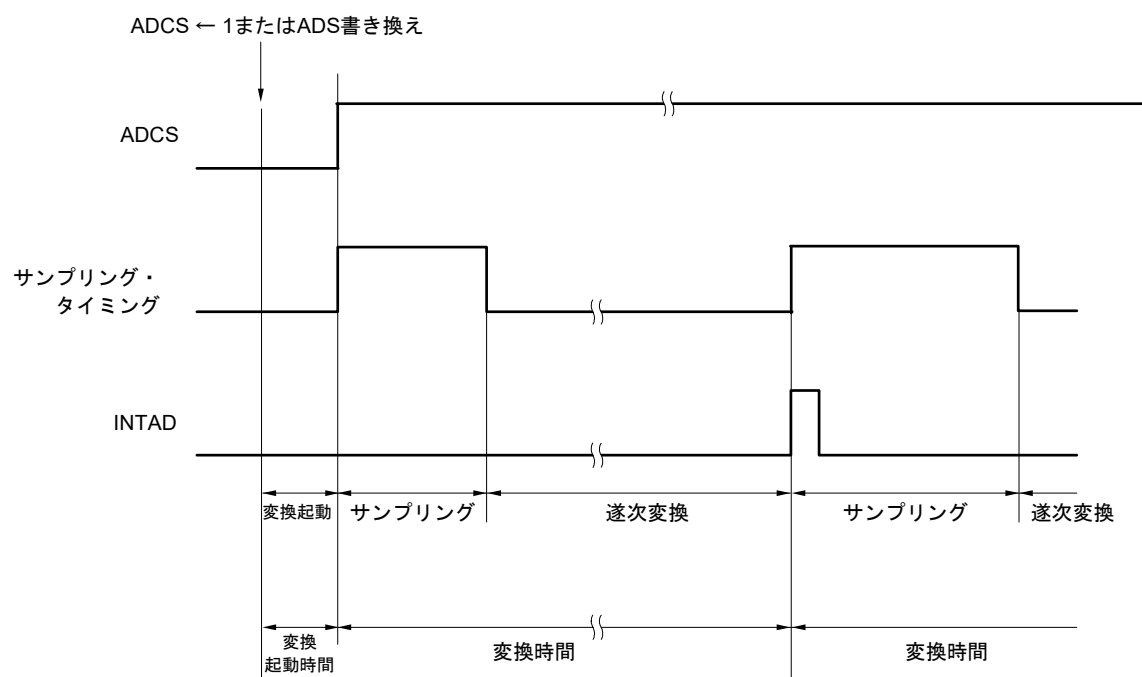 ADCS ← 1またはADS書き換え
ADCS
サンプリング・
タイミング
INTAD
変換起動
サンプリング
遂次変換
サンプリング
遂次変換
変換
起動時間
変換時間
変換時間